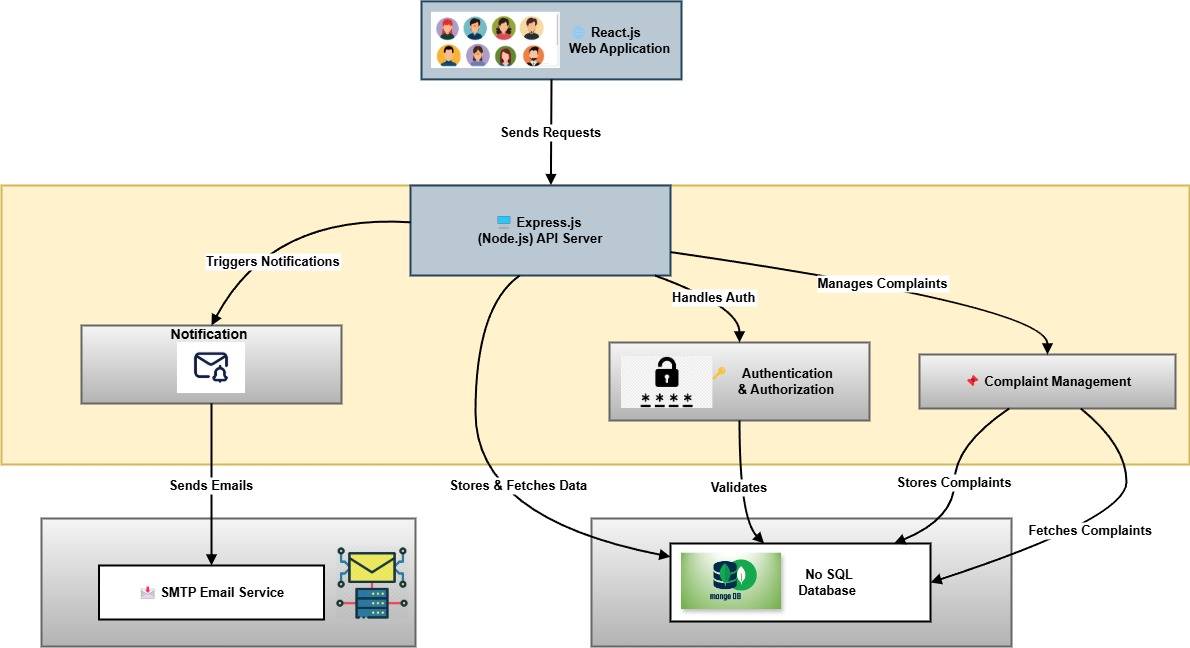 React.js
Web Application
Sends Requests
Express.js
(Node.js) API Server
Triggers Notifications
Handles Auth
Manages Complaints
Notification
Authentication
& Authorization
* * * *
Complaint Management
Sends Emails
Stores & Fetches Data
Validates
Stores Complaints
Fetches Complaints
SMTP Email Service
mongo DB
No SQL
Database